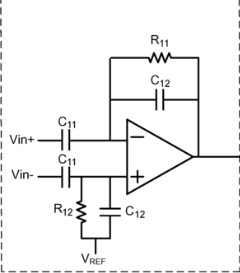 R11
C12
C11
Vin+
−
C11
Vin-
+
R12
C12
VREF